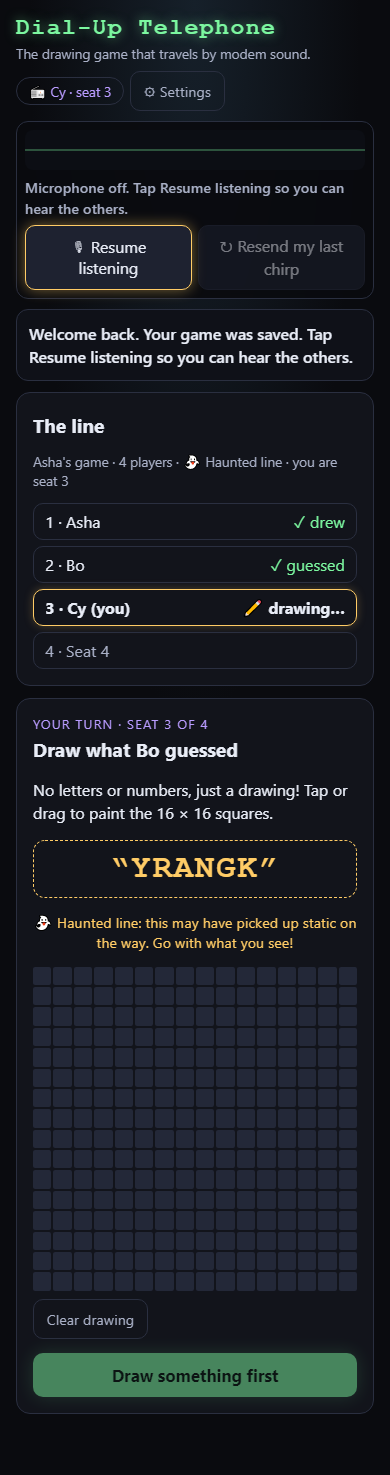 Dial-Up Telephone
The drawing game that travels by modem sound.
📻 Cy · seat 3
⚙ Settings
Microphone off. Tap Resume listening so you can
hear the others.
🎙 Resume
listening
↻ Resend my last
chirp
Welcome back. Your game was saved. Tap
Resume listening so you can hear the others.
The line
Asha's game · 4 players · 👻 Haunted line · you are
seat 3
1 · Asha ✓ drew
2 · Bo ✓ guessed
3 · Cy (you) ✏️ drawing…
4 · Seat 4
YOUR TURN · SEAT 3 OF 4
Draw what Bo guessed
No letters or numbers, just a drawing! Tap or
drag to paint the 16 × 16 squares.
“YRANGK”
👻 Haunted line: this may have picked up static on
the way. Go with what you see!
Clear drawing
Draw something first